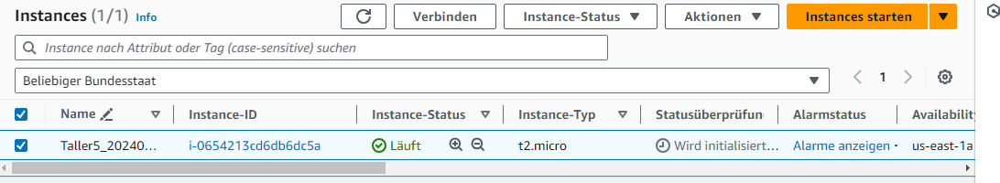 Instances (1/1) Info Verbinden Instance-Status Aktionen Instances starten
Instance nach Attribut oder Tag (case-sensitive) suchen
Beliebiger Bundesstaat 1
Name Instance-ID Instance-Status Instance-Typ Statusüberprüfun Alarmstatus Availability
Taller5_20240... i-0654213cd6db6dc5a Läuft t2.micro Wird initialisiert... Alarme anzeigen us-east-1a